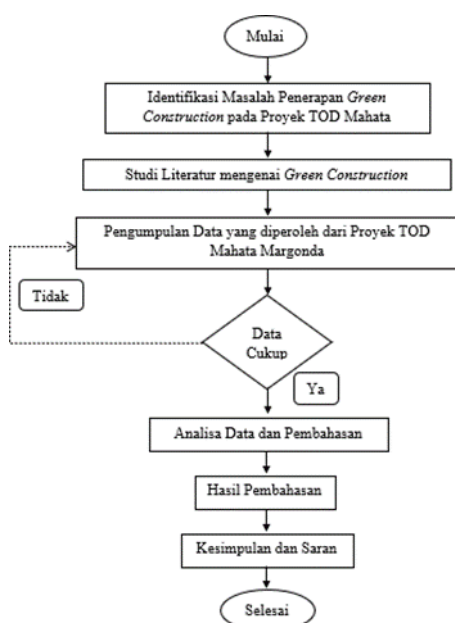 Mulai
Identifikasi Masalah Penerapan Green
Construction pada Proyek TOD Mahata
Studi Literatur mengenai Green Construction
Pengumpulan Data yang diperoleh dari Proyek TOD
Mahata Margonda
Tidak
Data
Cukup
Ya
Analisa Data dan Pembahasan
Hasil Pembahasan
Kesimpulan dan Saran
Selesai